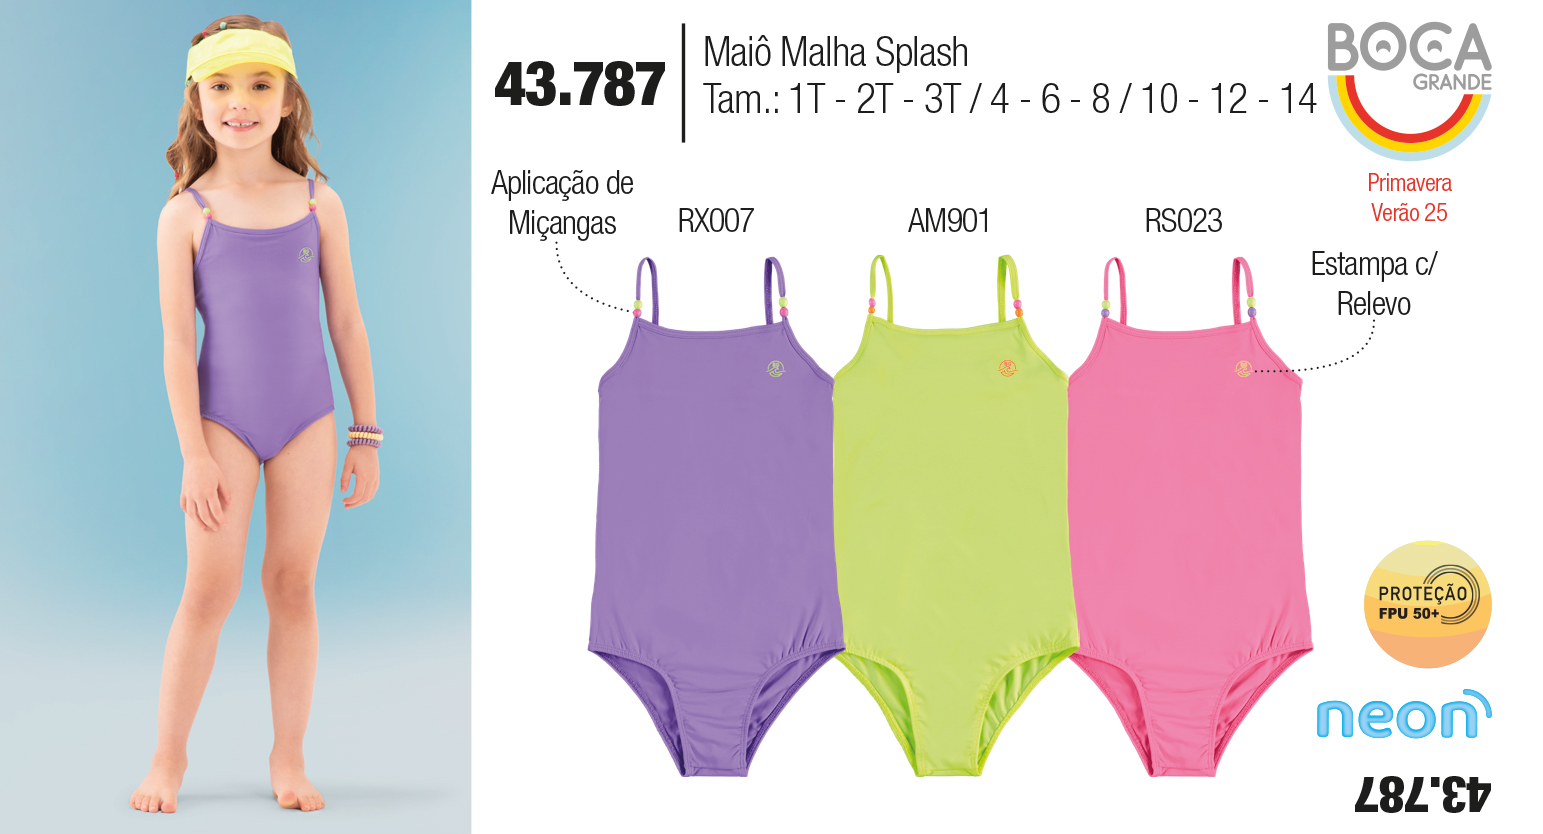 43.787
Maiô Malha Splash
Tam.: 1T - 2T - 3T / 4 - 6 - 8 / 10 - 12 - 14
BOCA
GRANDE
Primavera
Verão 25
Aplicação de
Miçangas
RX007
AM901
RS023
Estampa c/
Relevo
PROTEÇÃO
FPU 50+
neon
43.787